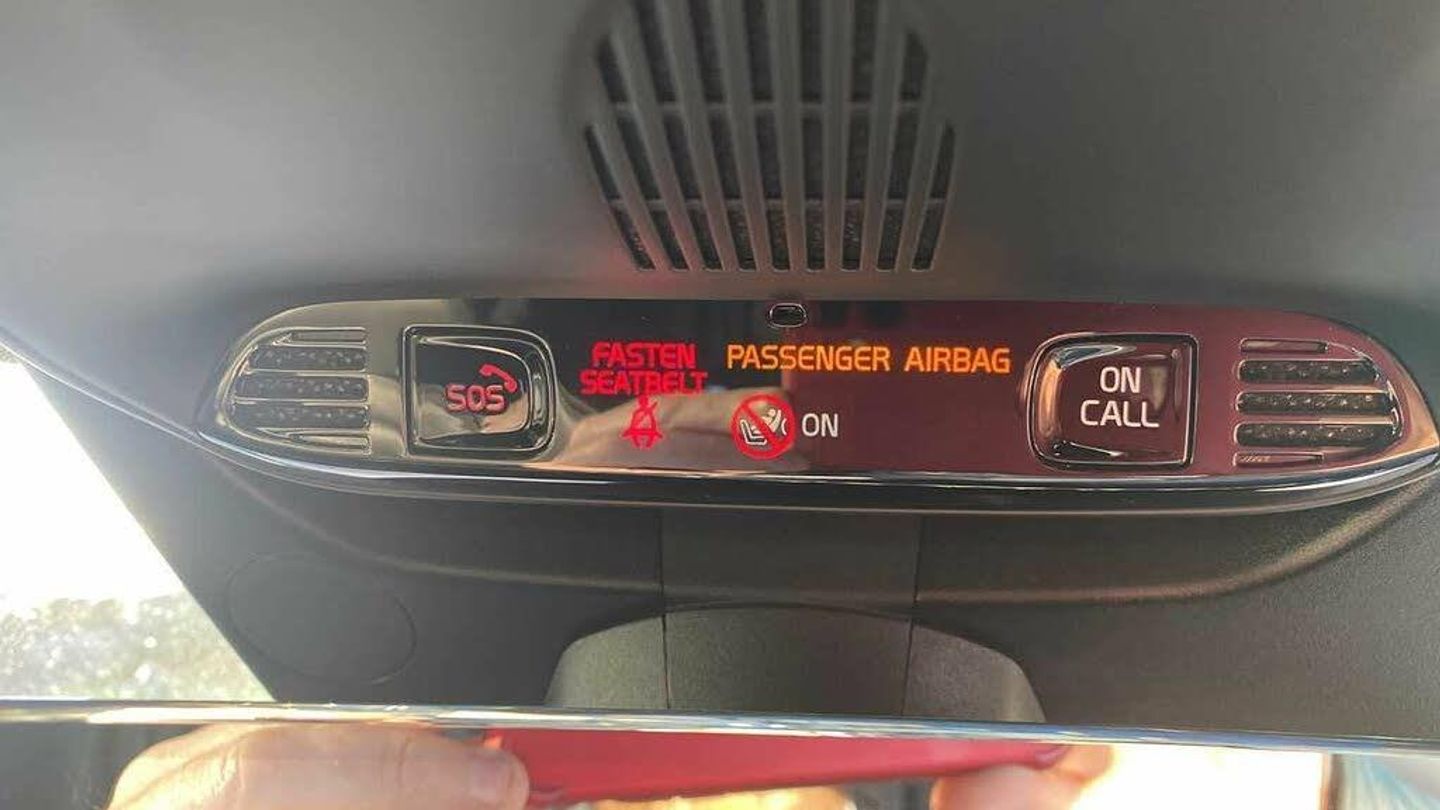 SOS
FASTEN
SEATBELT
PASSENGER AIRBAG
ON
ON
CALL